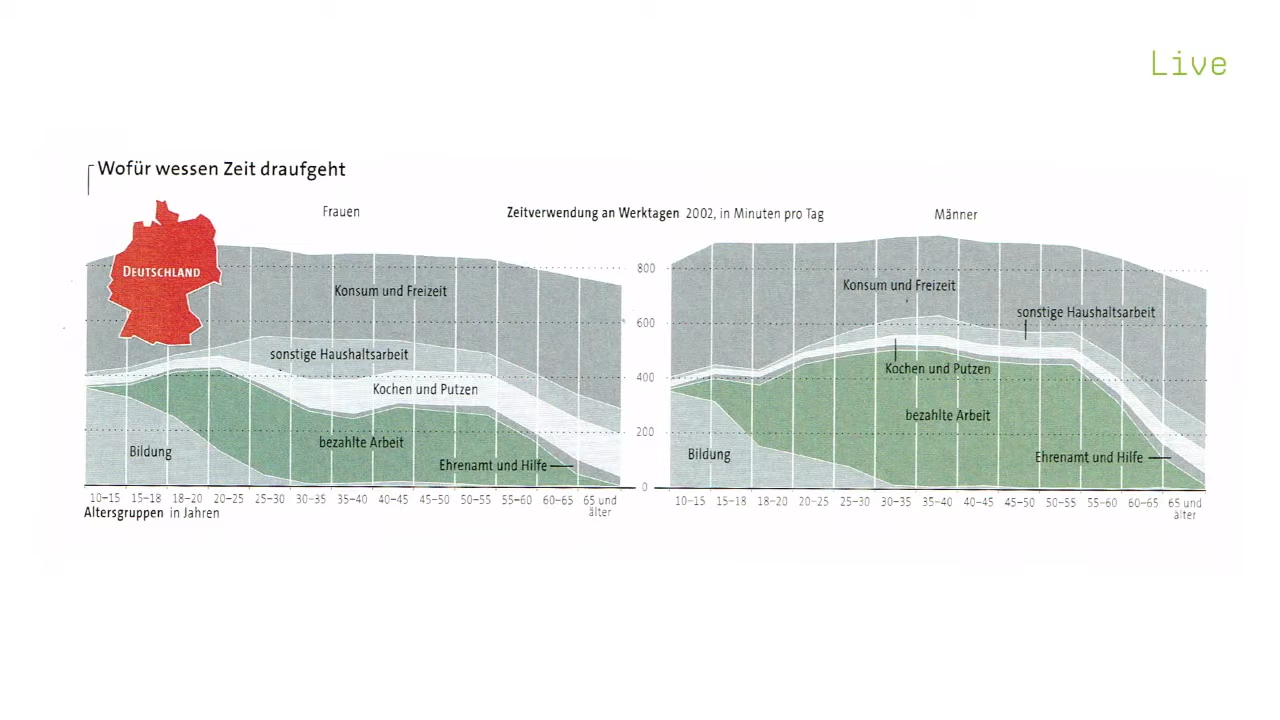 Live
Wofür wessen Zeit draufgeht
Frauen
Zeitverwendung an Werktagen 2002, in Minuten pro Tag
Männer
DEUTSCHLAND
Konsum und Freizeit
sonstige Haushaltsarbeit
Kochen und Putzen
bezahlte Arbeit
Bildung
Ehrenamt und Hilfe
800
600
400
200
0
Konsum und Freizeit
sonstige Haushaltsarbeit
Kochen und Putzen
bezahlte Arbeit
Bildung
Ehrenamt und Hilfe
10–15 15–18 18–20 20–25 25–30 30–35 35–40 40–45 45–50 50–55 55–60 60–65 65 und älter
Altersgruppen in Jahren
10–15 15–18 18–20 20–25 25–30 30–35 35–40 40–45 45–50 50–55 55–60 60–65 65 und älter